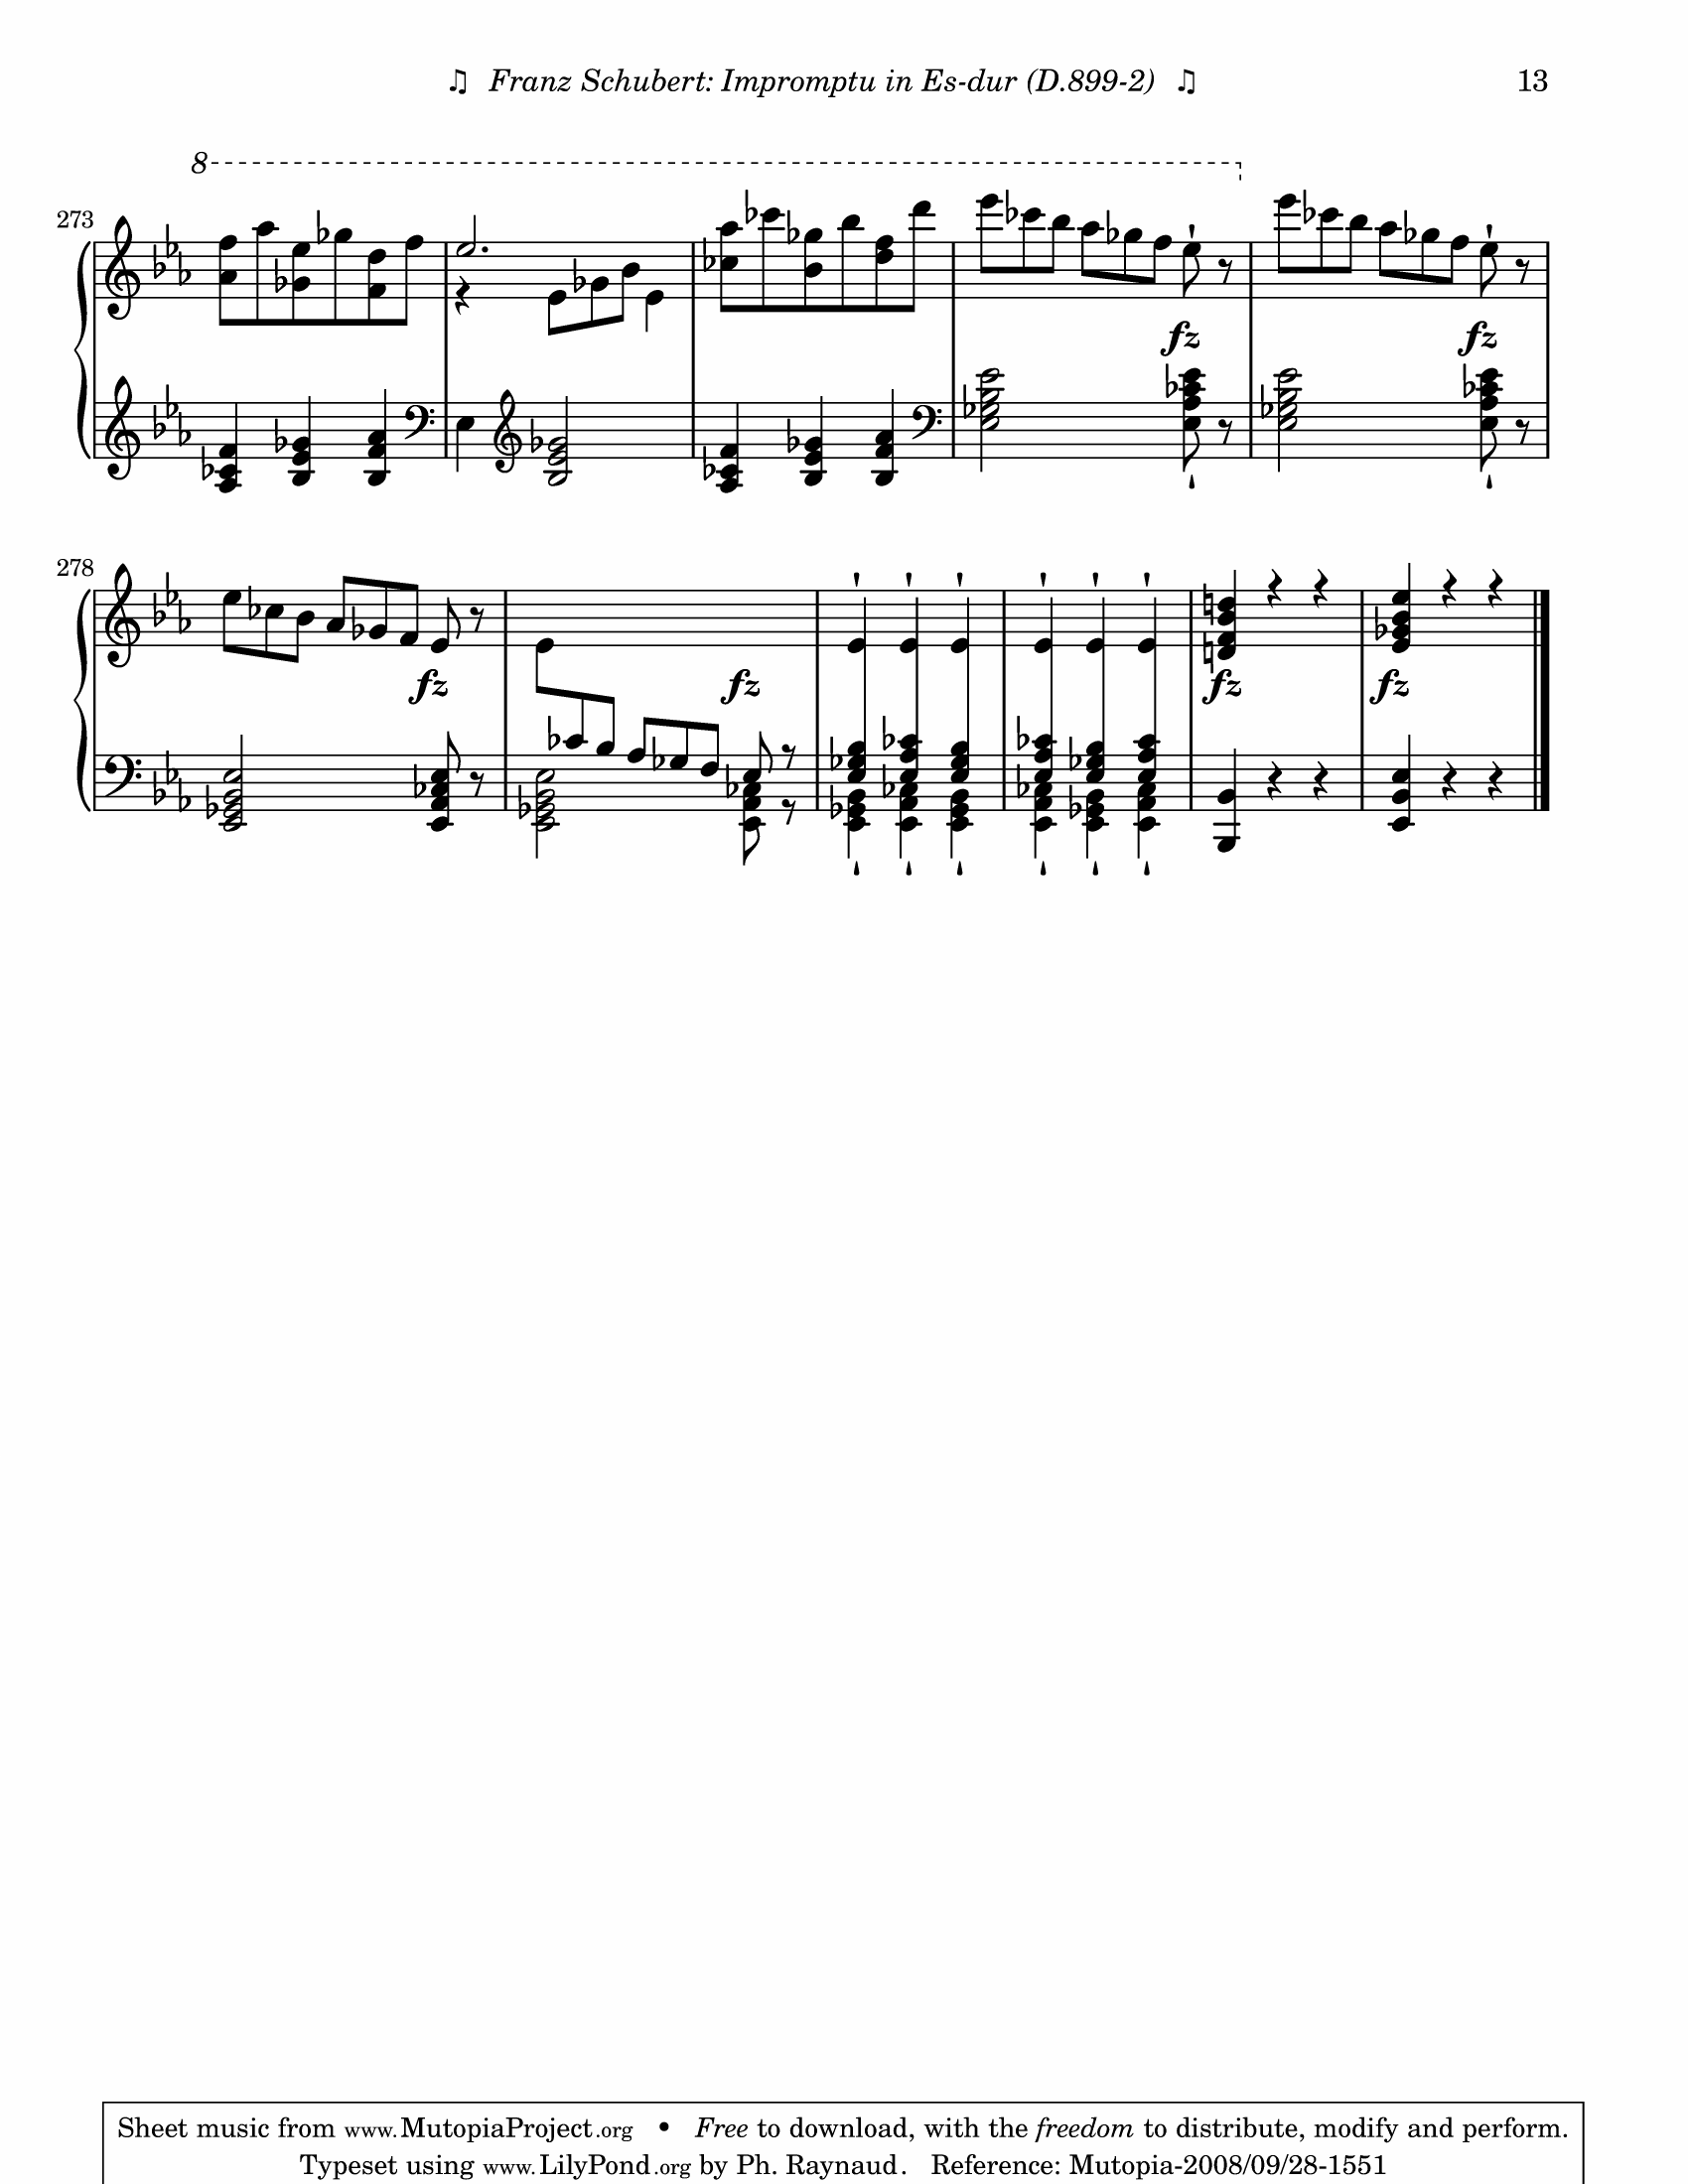 ♫ Franz Schubert: Impromptu in Es-dur (D.899-2) ♫ 13
8
273
fz fz
278
fz fz fz fz
Sheet music from www.MutopiaProject.org • Free to download, with the freedom to distribute, modify and perform.
Typeset using www.LilyPond.org by Ph. Raynaud. Reference: Mutopia-2008/09/28-1551